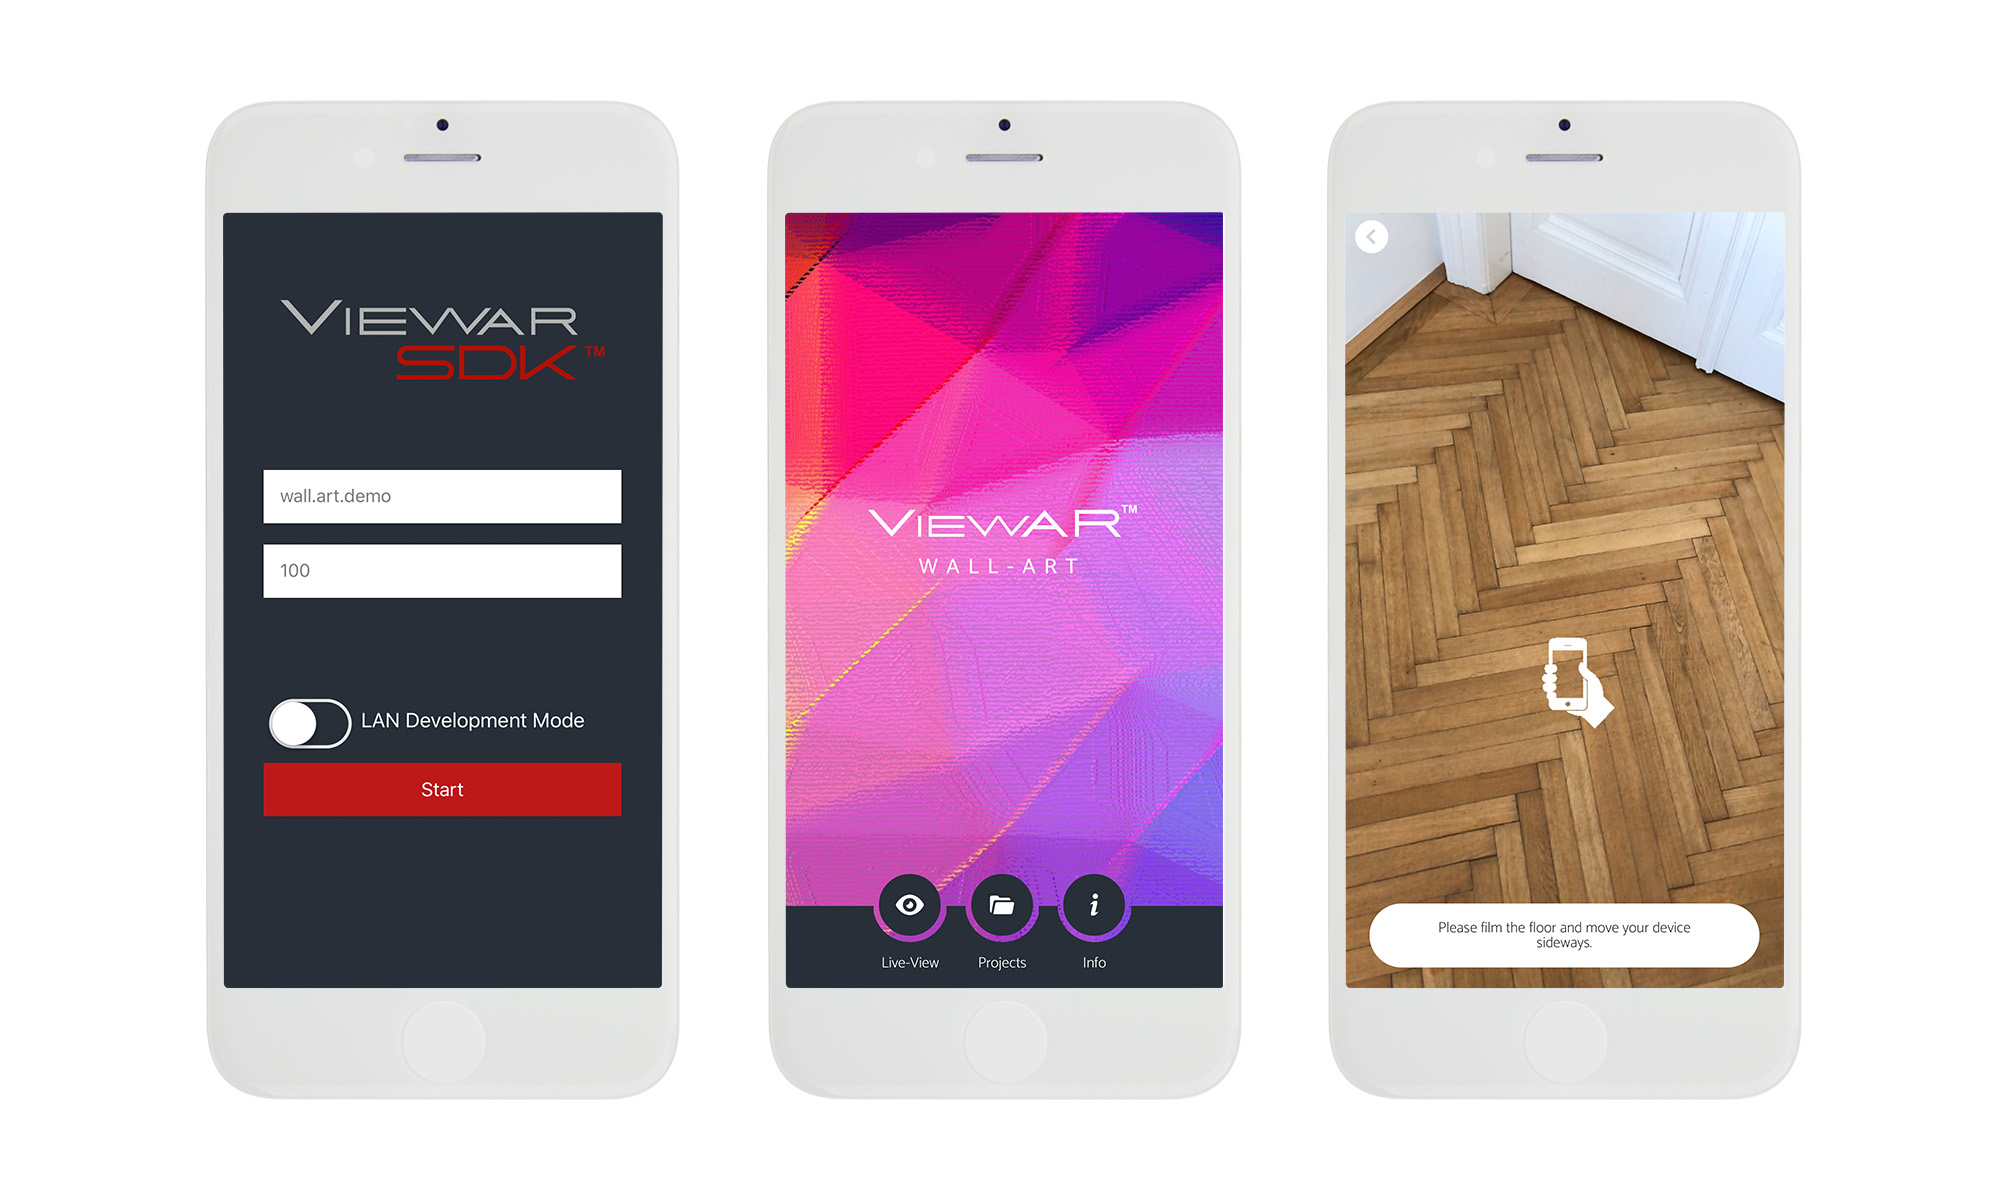 VIEWAR
SDK™
wall.art.demo
100
LAN Development Mode
Start
VIEWAR™
WALL-ART
Live-View
Projects
Info
Please film the floor and move your device
sideways.